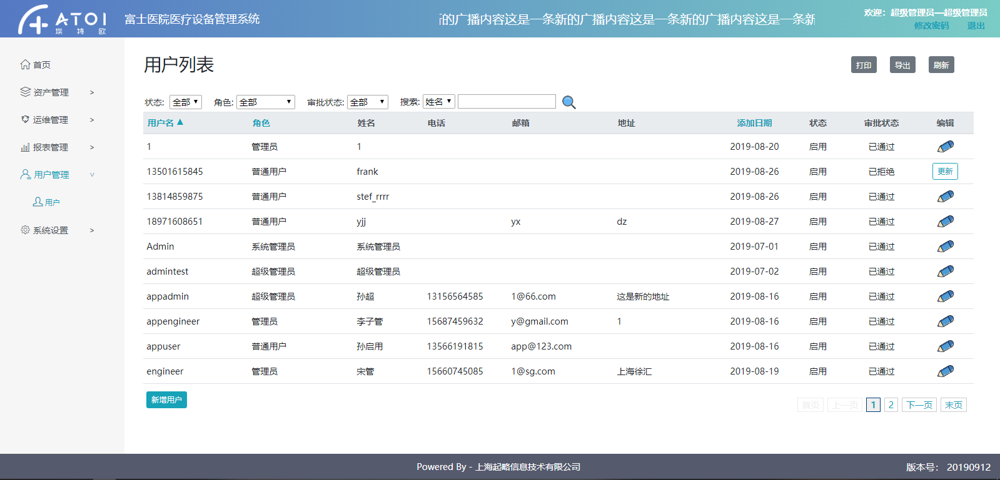 ATOI
埃特欧
富士医院医疗设备管理系统
的广播内容这是一条新的广播内容这是一条新的广播内容这是一条新
欢迎：超级管理员—超级管理员
修改密码 退出
首页
资产管理 >
运维管理 >
报表管理 >
用户管理 v
用户
系统设置 >
用户列表
打印 导出 刷新
状态: 全部 ▼ 角色: 全部 ▼ 审批状态: 全部 ▼ 搜索: 姓名 ▼
用户名 ▲ 角色 姓名 电话 邮箱 地址 添加日期 状态 审批状态 编辑
1 管理员 1 2019-08-20 启用 已通过
13501615845 普通用户 frank 2019-08-26 启用 已拒绝 更新
13814859875 普通用户 stef_rrrr 2019-08-26 启用 已通过
18971608651 普通用户 yjj yx dz 2019-08-27 启用 已通过
Admin 系统管理员 系统管理员 2019-07-01 启用 已通过
admintest 超级管理员 超级管理员 2019-07-02 启用 已通过
appadmin 超级管理员 孙超 13156564585 1@66.com 这是新的地址 2019-08-16 启用 已通过
appengineer 管理员 李子管 15687459632 y@gmail.com 1 2019-08-16 启用 已通过
appuser 普通用户 孙启用 13566191815 app@123.com 2019-08-16 启用 已通过
engineer 管理员 宋管 15660745085 1@sg.com 上海徐汇 2019-08-19 启用 已通过
新增用户
首页 上一页 1 2 下一页 末页
Powered By - 上海起略信息技术有限公司
版本号： 20190912